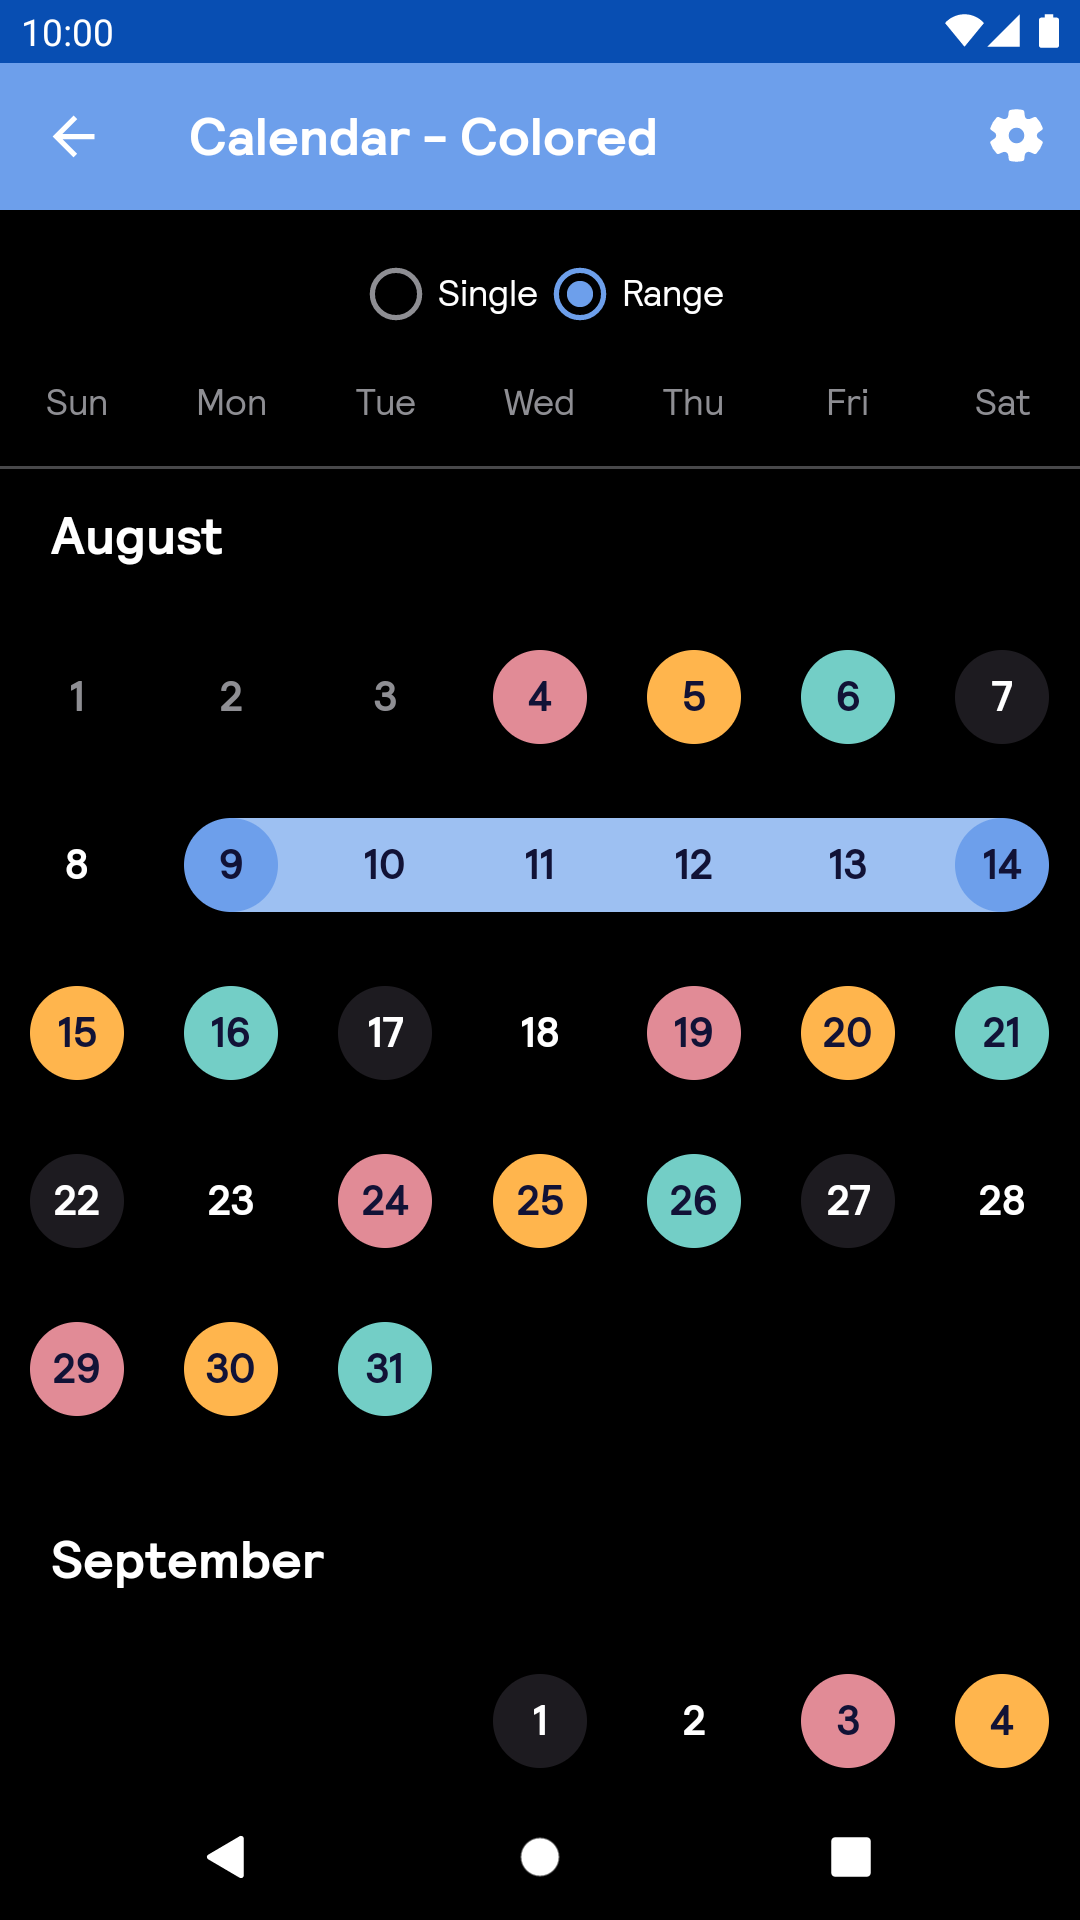 10:00
Calendar - Colored
Single Range
Sun Mon Tue Wed Thu Fri Sat
August
1 2 3 4 5 6 7
8 9 10 11 12 13 14
15 16 17 18 19 20 21
22 23 24 25 26 27 28
29 30 31
September
1 2 3 4